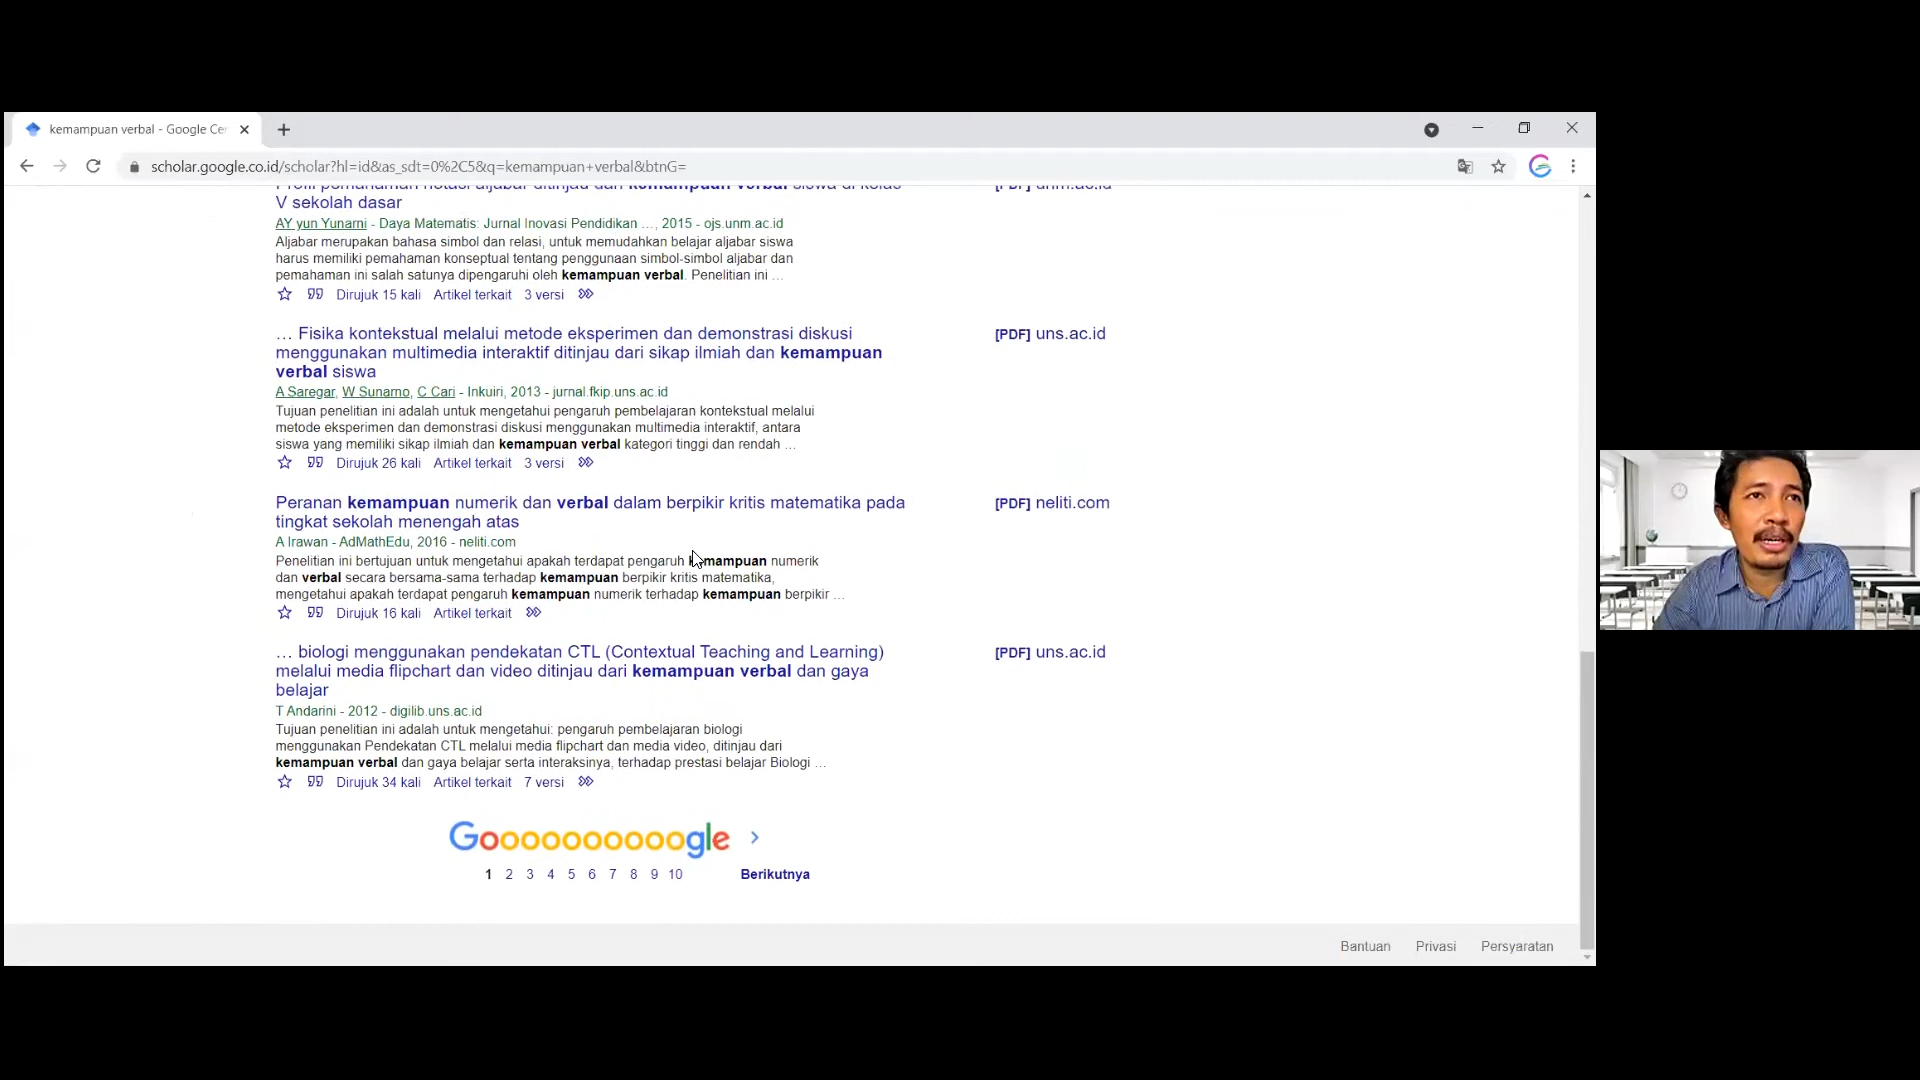 kemampuan verbal - Google Cer
scholar.google.co.id/scholar?hl=id&as_sdt=0%2C5&q=kemampuan+verbal&btnG=
Profil pemahaman notasi aljabar ditinjau dari kemampuan verbal siswa di kelas
[PDF] unm.ac.id
V sekolah dasar
AY yun Yunarni - Daya Matematis: Jurnal Inovasi Pendidikan …, 2015 - ojs.unm.ac.id
Aljabar merupakan bahasa simbol dan relasi, untuk memudahkan belajar aljabar siswa
harus memiliki pemahaman konseptual tentang penggunaan simbol-simbol aljabar dan
pemahaman ini salah satunya dipengaruhi oleh kemampuan verbal. Penelitian ini …
Dirujuk 15 kali Artikel terkait 3 versi
… Fisika kontekstual melalui metode eksperimen dan demonstrasi diskusi
[PDF] uns.ac.id
menggunakan multimedia interaktif ditinjau dari sikap ilmiah dan kemampuan
verbal siswa
A Saregar, W Sunarno, C Cari - Inkuiri, 2013 - jurnal.fkip.uns.ac.id
Tujuan penelitian ini adalah untuk mengetahui pengaruh pembelajaran kontekstual melalui
metode eksperimen dan demonstrasi diskusi menggunakan multimedia interaktif, antara
siswa yang memiliki sikap ilmiah dan kemampuan verbal kategori tinggi dan rendah …
Dirujuk 26 kali Artikel terkait 3 versi
Peranan kemampuan numerik dan verbal dalam berpikir kritis matematika pada
[PDF] neliti.com
tingkat sekolah menengah atas
A Irawan - AdMathEdu, 2016 - neliti.com
Penelitian ini bertujuan untuk mengetahui apakah terdapat pengaruh kemampuan numerik
dan verbal secara bersama-sama terhadap kemampuan berpikir kritis matematika,
mengetahui apakah terdapat pengaruh kemampuan numerik terhadap kemampuan berpikir …
Dirujuk 16 kali Artikel terkait
… biologi menggunakan pendekatan CTL (Contextual Teaching and Learning)
[PDF] uns.ac.id
melalui media flipchart dan video ditinjau dari kemampuan verbal dan gaya
belajar
T Andarini - 2012 - digilib.uns.ac.id
Tujuan penelitian ini adalah untuk mengetahui: pengaruh pembelajaran biologi
menggunakan Pendekatan CTL melalui media flipchart dan media video, ditinjau dari
kemampuan verbal dan gaya belajar serta interaksinya, terhadap prestasi belajar Biologi …
Dirujuk 34 kali Artikel terkait 7 versi
Goooooooooogle
1 2 3 4 5 6 7 8 9 10 Berikutnya
Bantuan Privasi Persyaratan